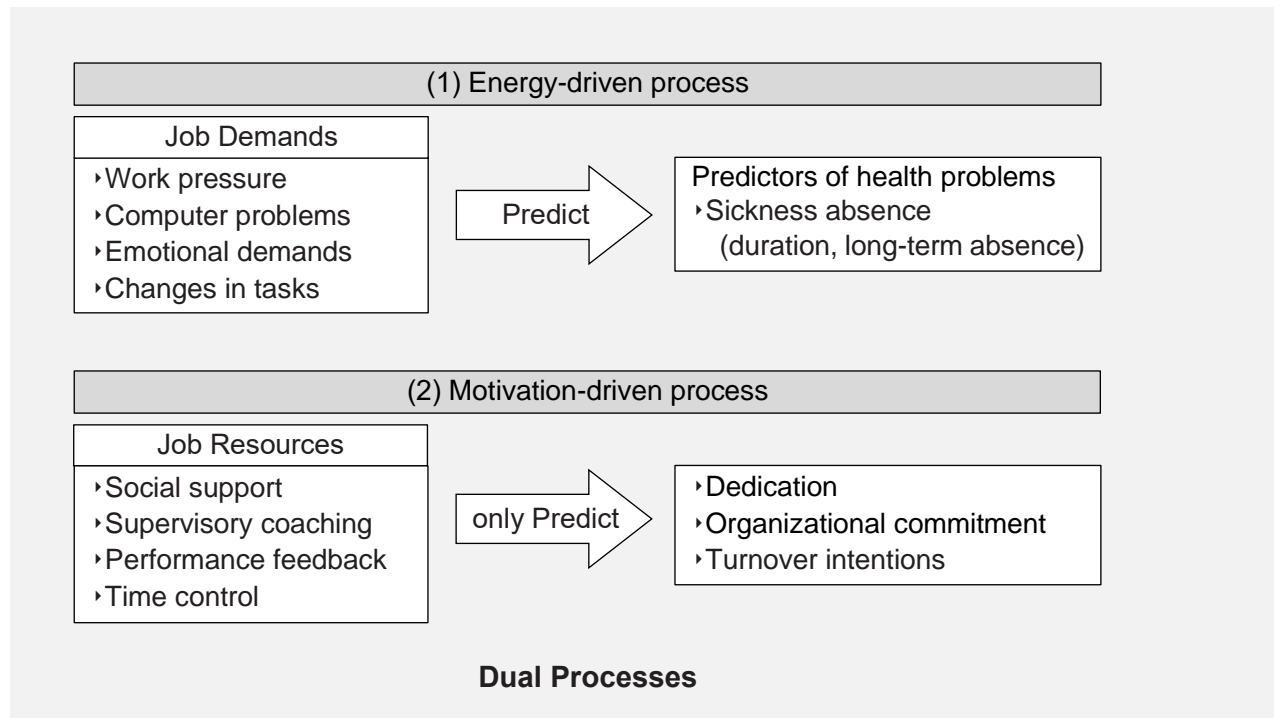 (1) Energy-driven process
Job Demands
‣Work pressure
‣Computer problems
‣Emotional demands
‣Changes in tasks
Predict
Predictors of health problems
‣Sickness absence
(duration, long-term absence)
(2) Motivation-driven process
Job Resources
‣Social support
‣Supervisory coaching
‣Performance feedback
‣Time control
only Predict
‣Dedication
‣Organizational commitment
‣Turnover intentions
Dual Processes